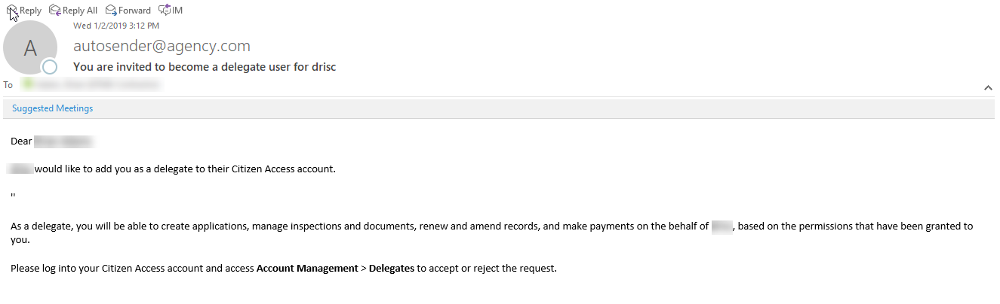 Reply Reply All Forward IM
Wed 1/2/2019 3:12 PM
A
autosender@agency.com
You are invited to become a delegate user for drisc
To
Suggested Meetings
Dear
would like to add you as a delegate to their Citizen Access account.
"
As a delegate, you will be able to create applications, manage inspections and documents, renew and amend records, and make payments on the behalf of , based on the permissions that have been granted to
you.
Please log into your Citizen Access account and access Account Management > Delegates to accept or reject the request.